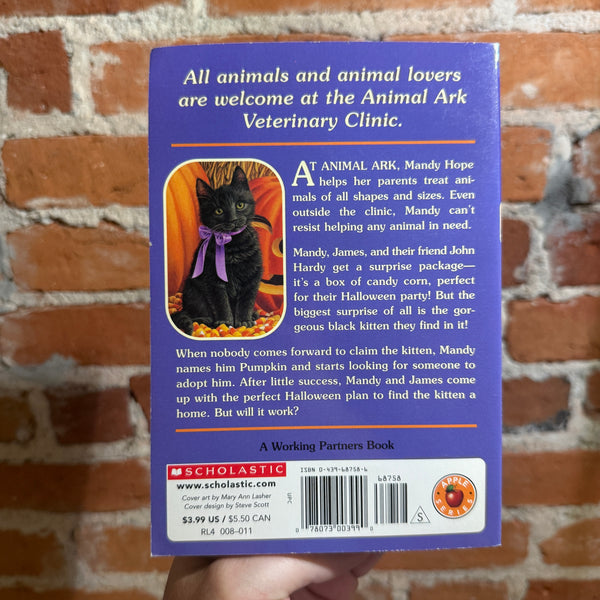 All animals and animal lovers
are welcome at the Animal Ark
Veterinary Clinic.
AT ANIMAL ARK, Mandy Hope
helps her parents treat ani-
mals of all shapes and sizes. Even
outside the clinic, Mandy can't
resist helping any animal in need.
Mandy, James, and their friend John
Hardy get a surprise package—
it's a box of candy corn, perfect
for their Halloween party! But the
biggest surprise of all is the gor-
geous black kitten they find in it!
When nobody comes forward to claim the kitten, Mandy
names him Pumpkin and starts looking for someone to
adopt him. After little success, Mandy and James come
up with the perfect Halloween plan to find the kitten a
home. But will it work?
A Working Partners Book
SCHOLASTIC
www.scholastic.com
Cover art by Mary Ann Lasher
Cover design by Steve Scott
$3.99 US / $5.50 CAN
RL4 008-011
ISBN 0-439-68758-6
68758
UPC
0 78073 00399 0
S
APPLE
SERIES